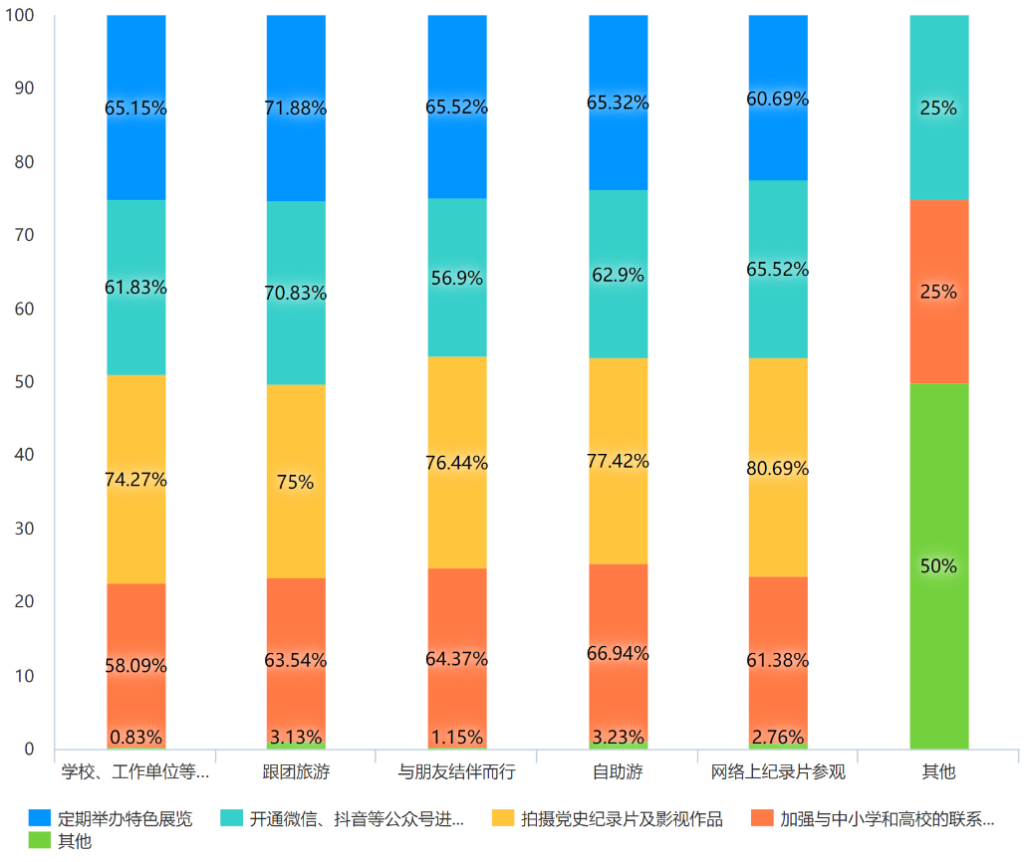 100
65.15% 71.88% 65.52% 65.32% 60.69% 25%
90
80
70
61.83% 70.83% 56.9% 62.9% 65.52% 25%
60
50
74.27% 75% 76.44% 77.42% 80.69% 50%
40
30
20
58.09% 63.54% 64.37% 66.94% 61.38%
10
0.83% 3.13% 1.15% 3.23% 2.76%
0
学校、工作单位等... 跟团旅游 与朋友结伴而行 自助游 网络上纪录片参观 其他
定期举办特色展览 开通微信、抖音等公众号进... 拍摄党史纪录片及影视作品 加强与中小学和高校的联系...
其他